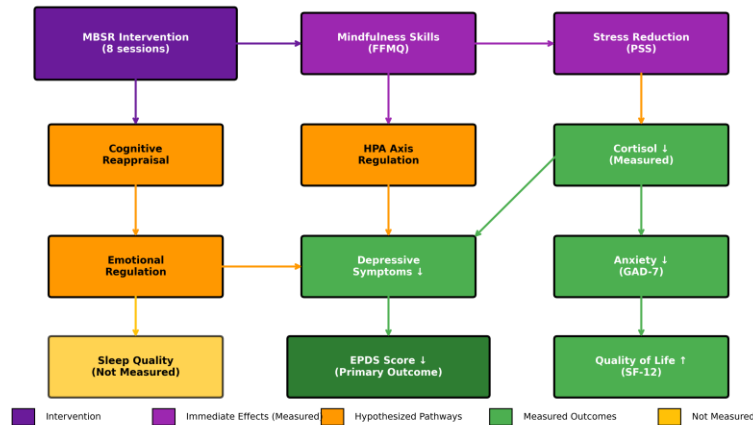 MBSR Intervention
(8 sessions)
Mindfulness Skills
(FFMQ)
Stress Reduction
(PSS)
Cognitive
Reappraisal
HPA Axis
Regulation
Cortisol ↓
(Measured)
Emotional
Regulation
Depressive
Symptoms ↓
Anxiety ↓
(GAD-7)
Sleep Quality
(Not Measured)
EPDS Score ↓
(Primary Outcome)
Quality of Life ↑
(SF-12)
Intervention
Immediate Effects (Measured)
Hypothesized Pathways
Measured Outcomes
Not Measured